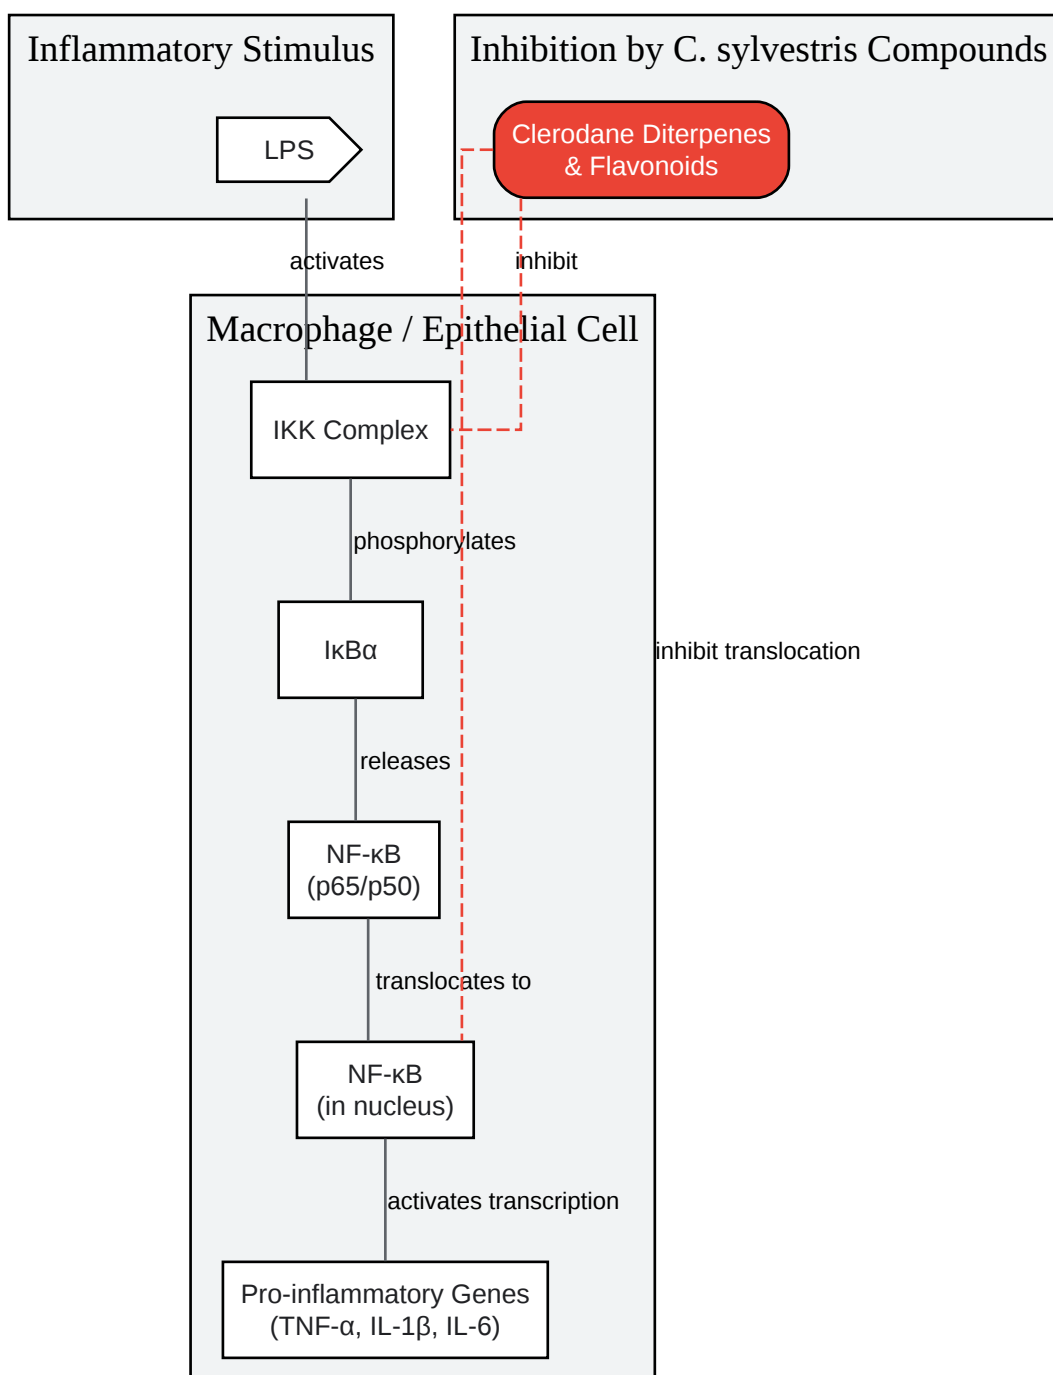 Inflammatory Stimulus
Inhibition by C. sylvestris Compounds
LPS
Clerodane Diterpenes
& Flavonoids
activates
inhibit
Macrophage / Epithelial Cell
IKK Complex
phosphorylates
IκBα
inhibit translocation
releases
NF-κB
(p65/p50)
translocates to
NF-κB
(in nucleus)
activates transcription
Pro-inflammatory Genes
(TNF-α, IL-1β, IL-6)